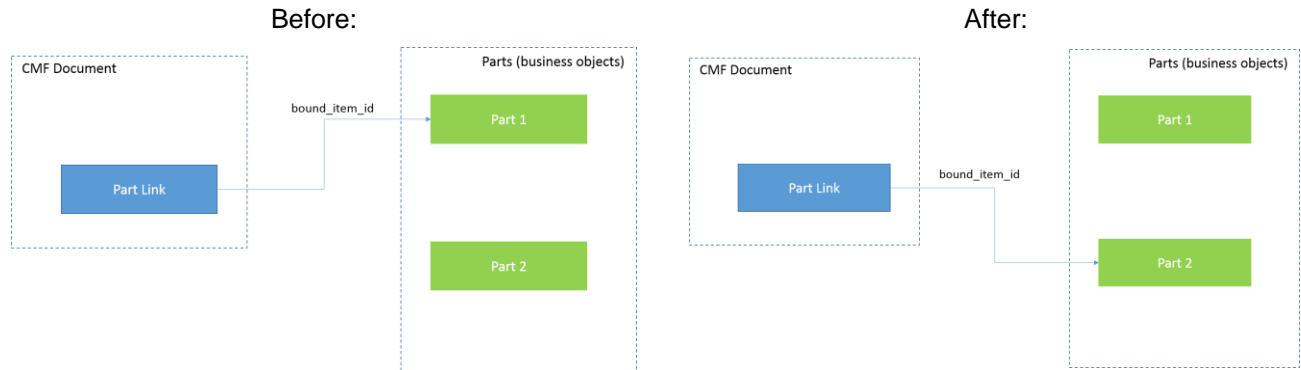 Before:
CMF Document
Parts (business objects)
bound_item_id
Part 1
Part Link
Part 2
After:
CMF Document
Parts (business objects)
Part 1
Part Link
bound_item_id
Part 2